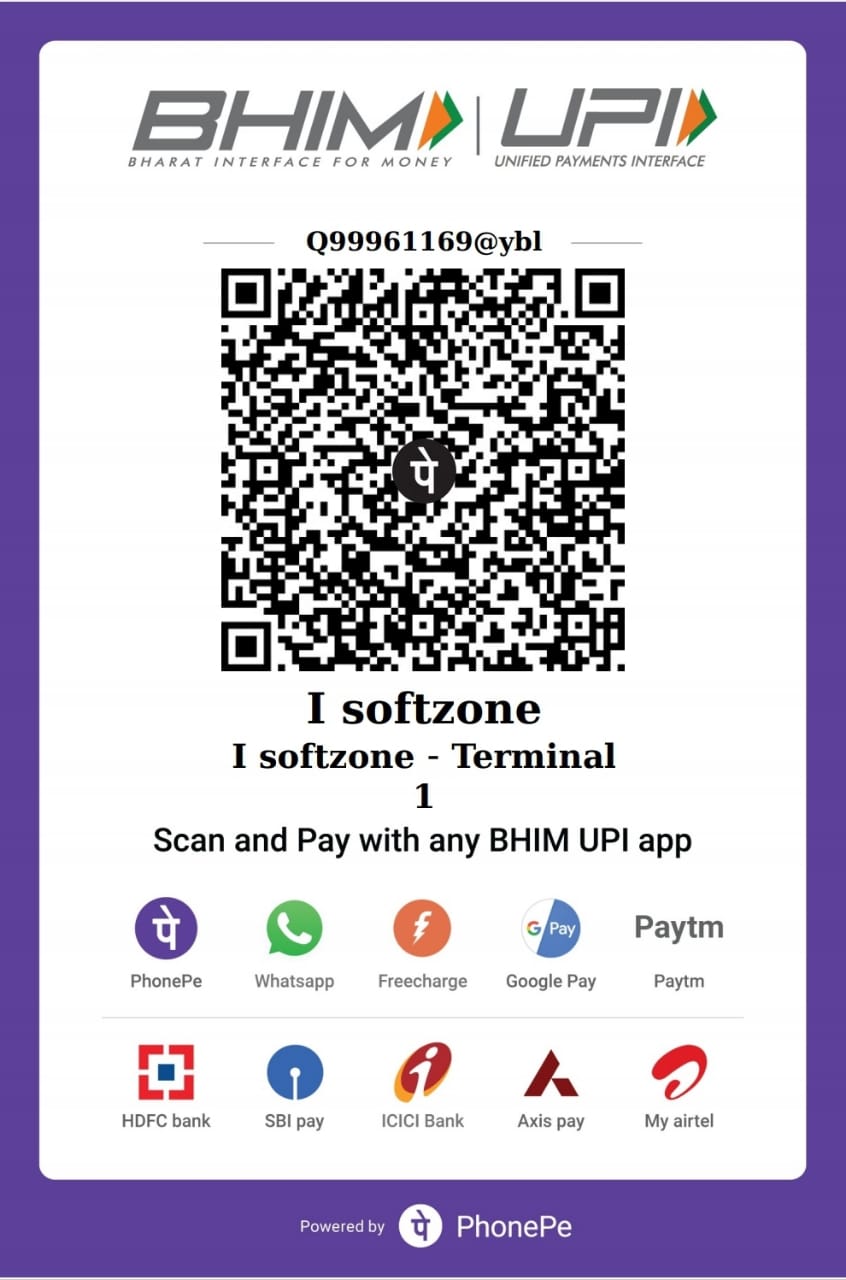 BHIM UPI
BHARAT INTERFACE FOR MONEY UNIFIED PAYMENTS INTERFACE
Q99961169@ybl
पे
I softzone
I softzone - Terminal
1
Scan and Pay with any BHIM UPI app
पे G Pay Paytm
PhonePe Whatsapp Freecharge Google Pay Paytm
HDFC bank SBI pay ICICI Bank Axis pay My airtel
Powered by पे PhonePe